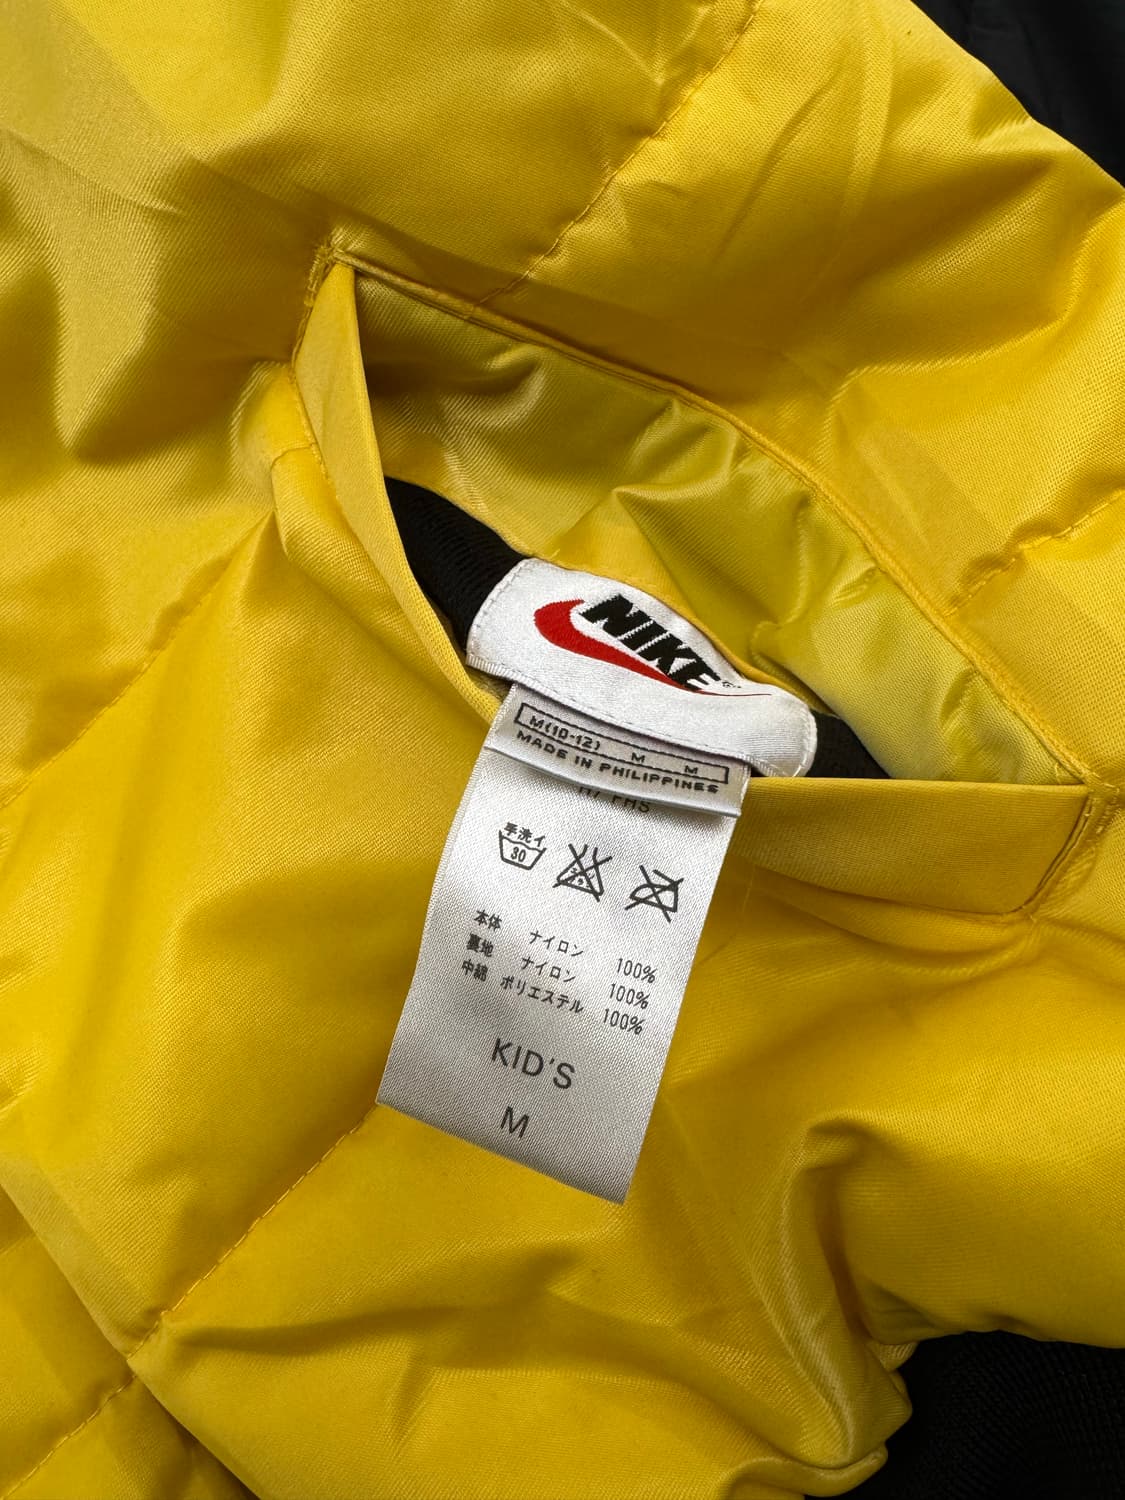 NIKE
M(10-12) M M
MADE IN PHILIPPINES
手洗イ
30
本体 ナイロン 100%
裏地 ナイロン 100%
中綿 ポリエステル 100%
KID'S
M